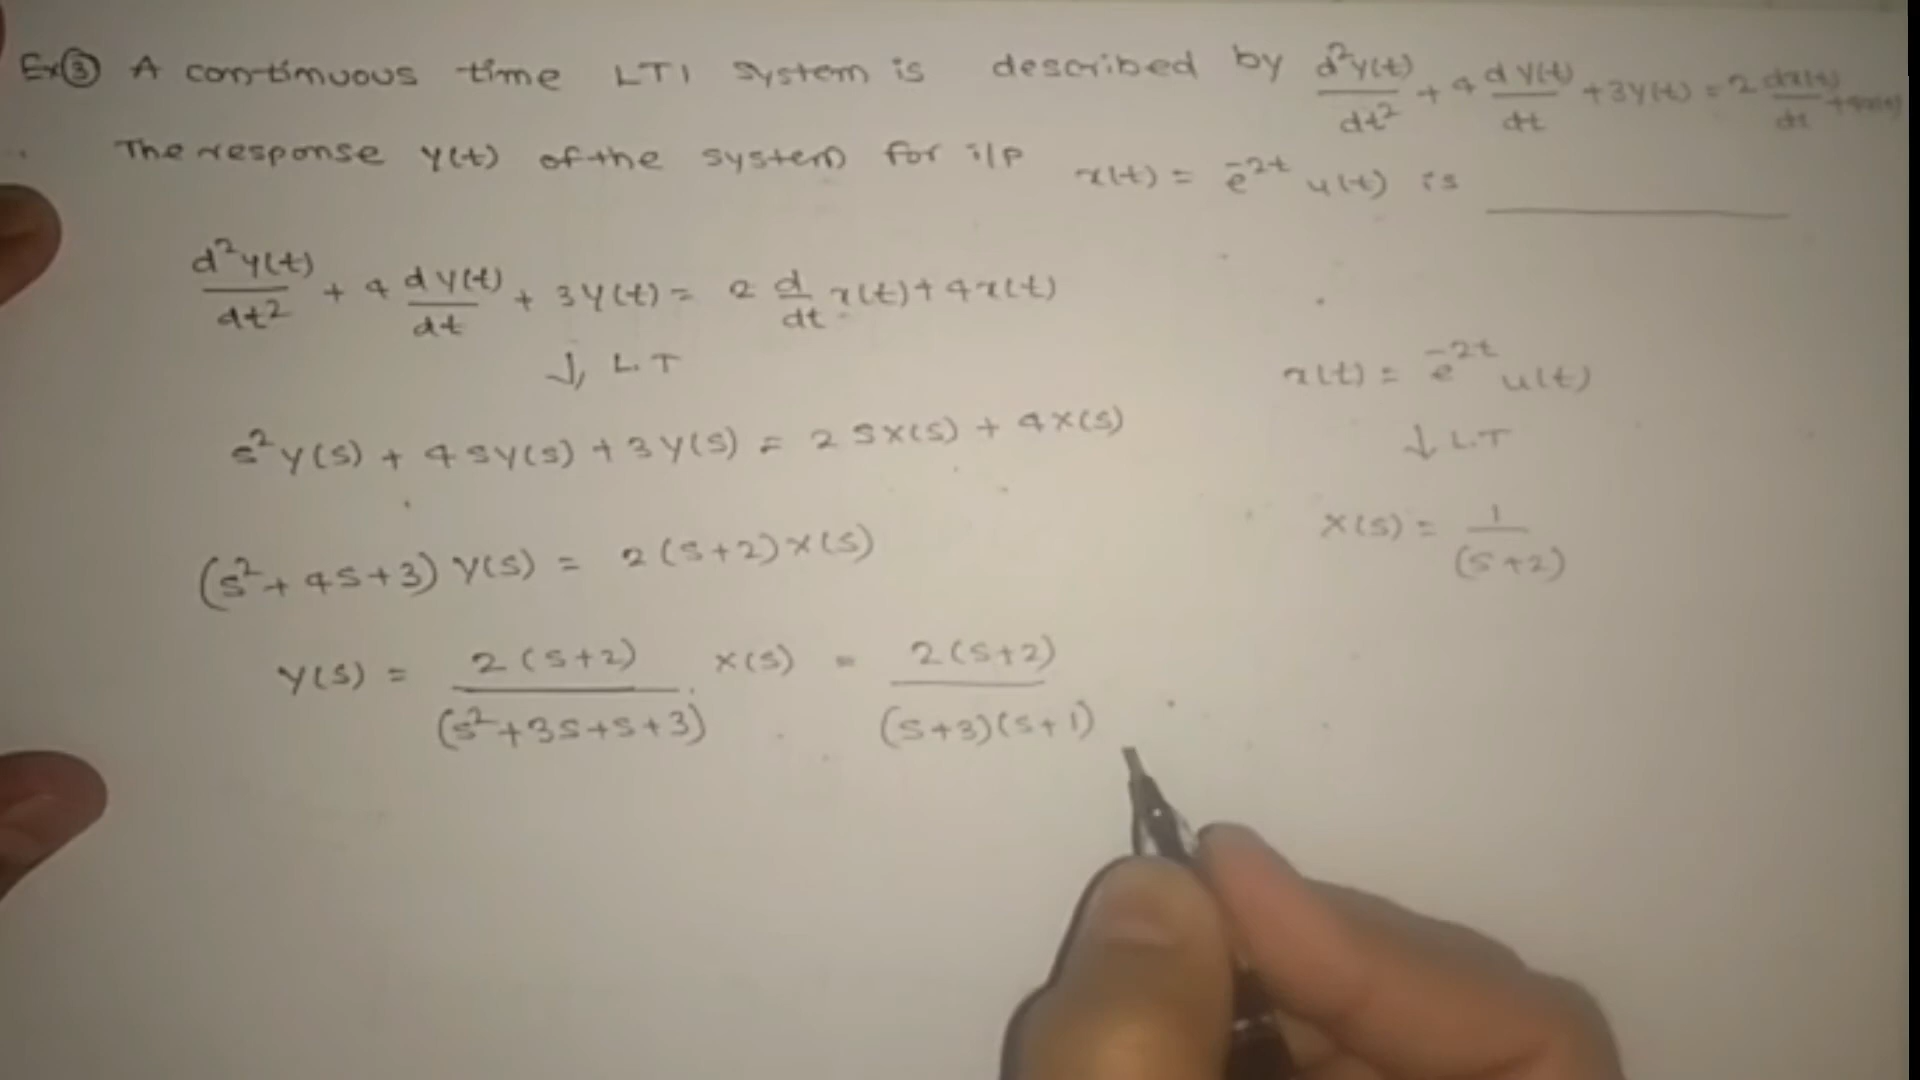 Ex③ A continuous time LTI system is described by d²y(t)/dt² + 4 dy(t)/dt + 3y(t) = 2 dx(t)/dt + 4x(t)
The response y(t) of the system for i/p x(t) = e^-2t u(t) is ________
d²y(t)/dt² + 4 dy(t)/dt + 3y(t) = 2 d/dt x(t) + 4x(t)
↓ L.T
x(t) = e^-2t u(t)
↓ L.T
s²Y(s) + 4sY(s) + 3Y(s) = 2sX(s) + 4X(s)
X(s) = 1/(s+2)
(s²+4s+3) Y(s) = 2(s+2)X(s)
Y(s) = 2(s+2)/(s²+3s+s+3) X(s) = 2(s+2)/(s+3)(s+1)